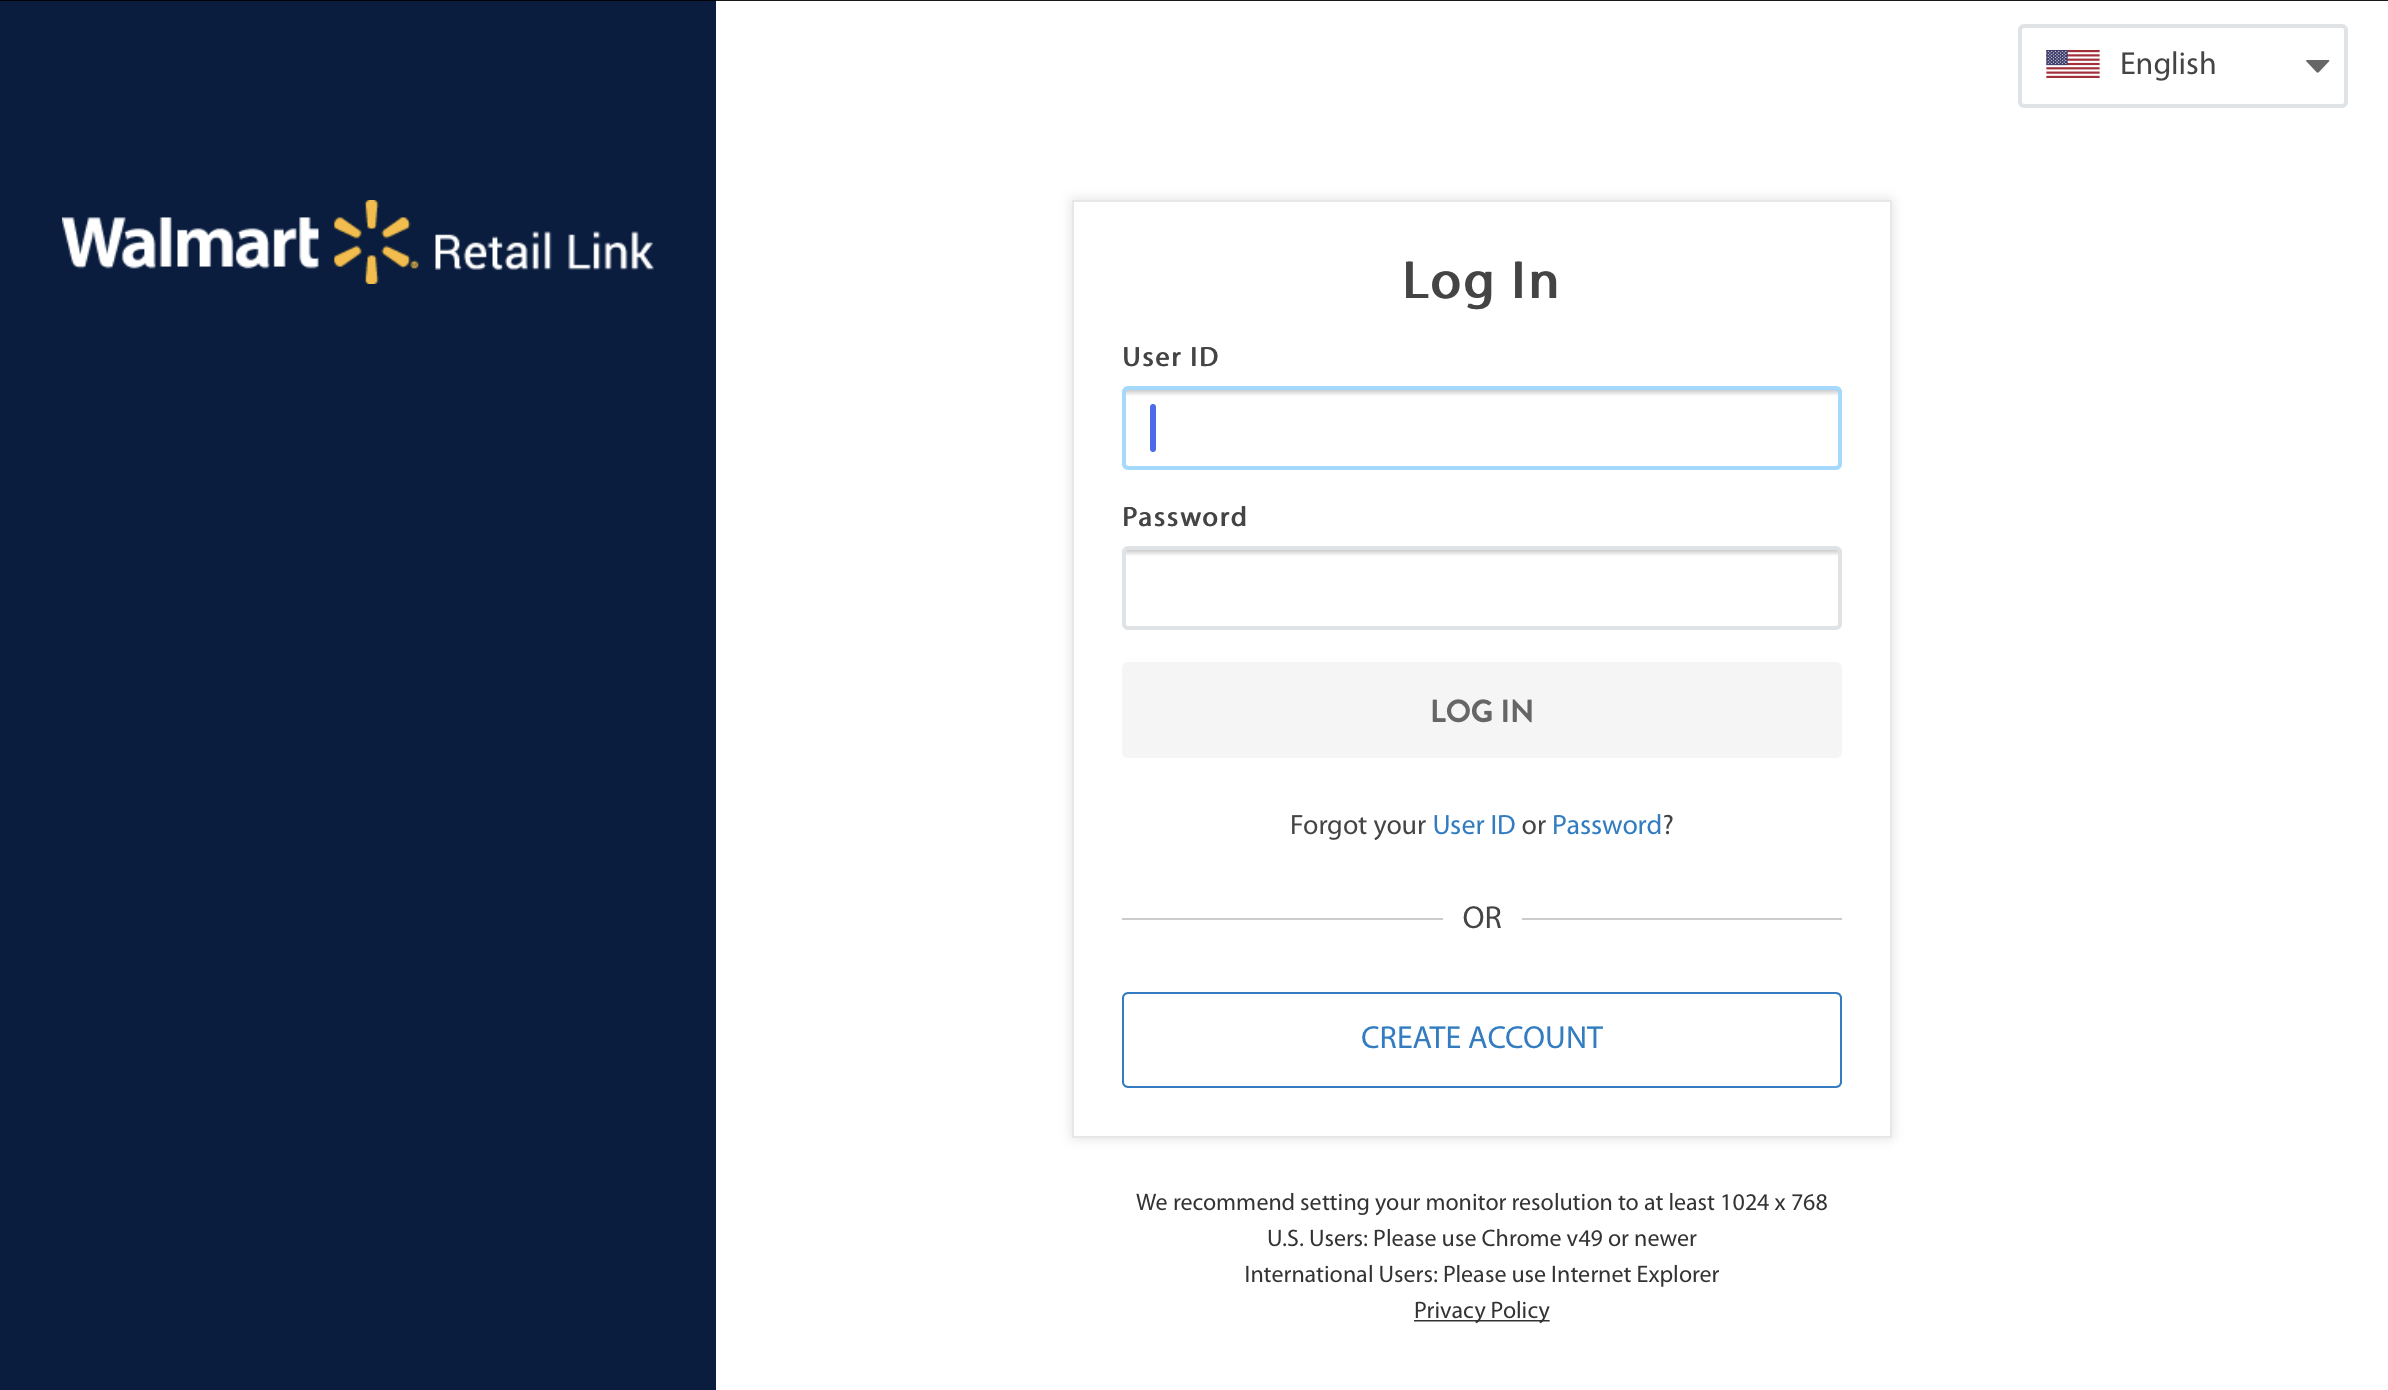 Walmart Retail Link
English
Log In
User ID
Password
LOG IN
Forgot your User ID or Password?
OR
CREATE ACCOUNT
We recommend setting your monitor resolution to at least 1024 x 768
U.S. Users: Please use Chrome v49 or newer
International Users: Please use Internet Explorer
Privacy Policy